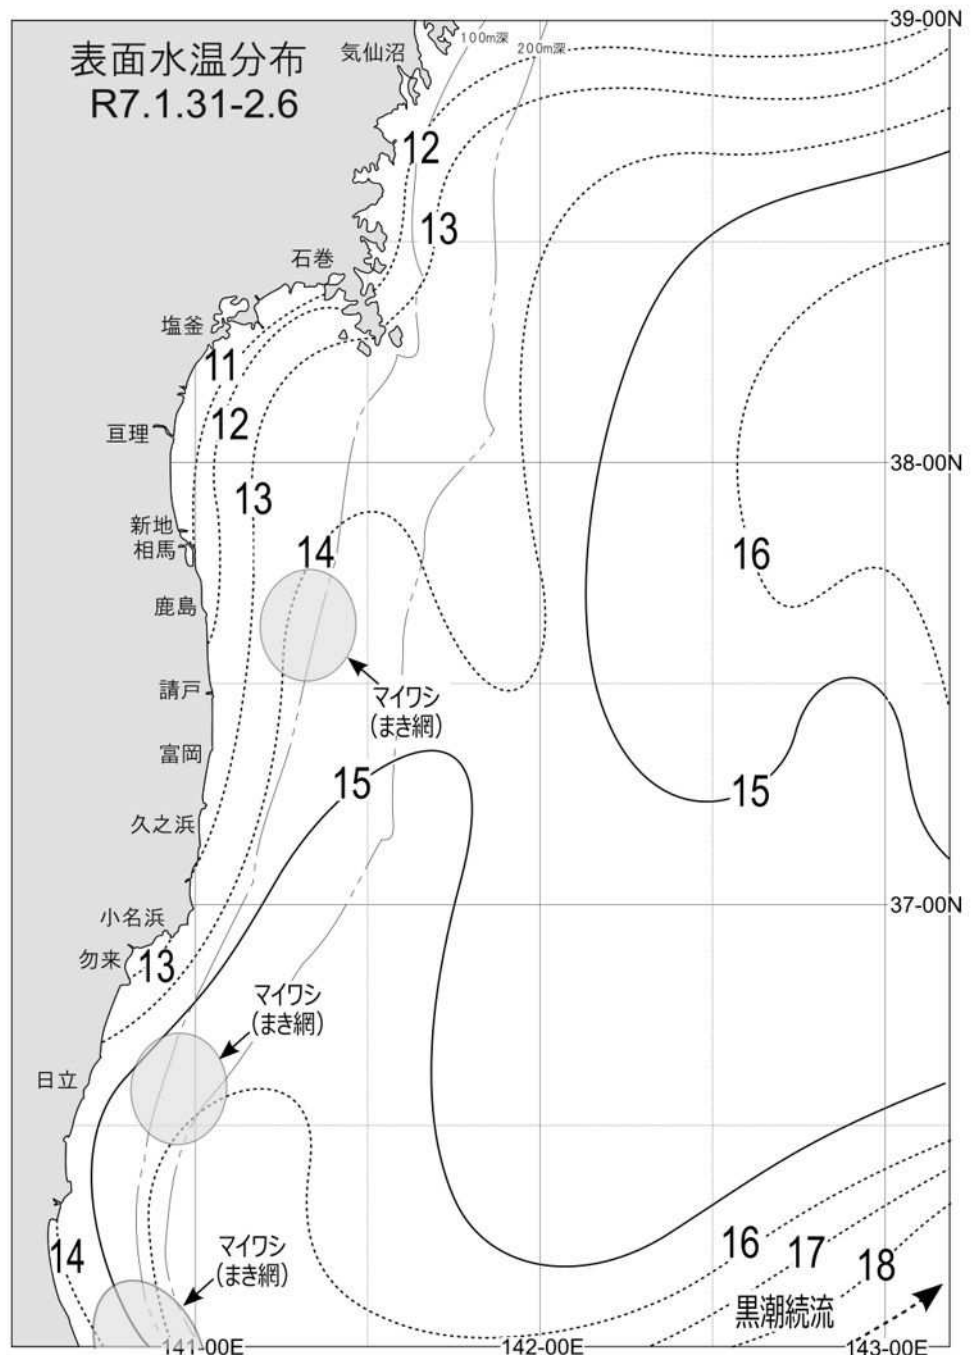 39-00N
100m深
200m深
表面水温分布
R7.1.31-2.6
気仙沼
12
13
石巻
塩釜
11
12
亘理
38-00N
13
新地
相馬
14
16
鹿島
請戸
マイワシ
(まき網)
富岡
15
15
久之浜
37-00N
小名浜
勿来
13
マイワシ
(まき網)
日立
14
マイワシ
(まき網)
16
17
18
黒潮続流
141-00E
142-00E
143-00E